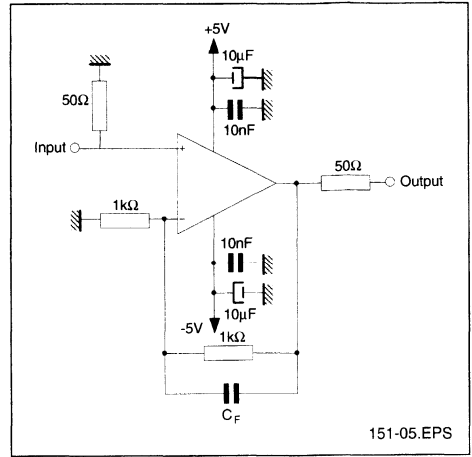 +5V
10µF
50Ω
10nF
Input
50Ω
Output
1kΩ
10nF
10µF
-5V
1kΩ
CF
151-05.EPS